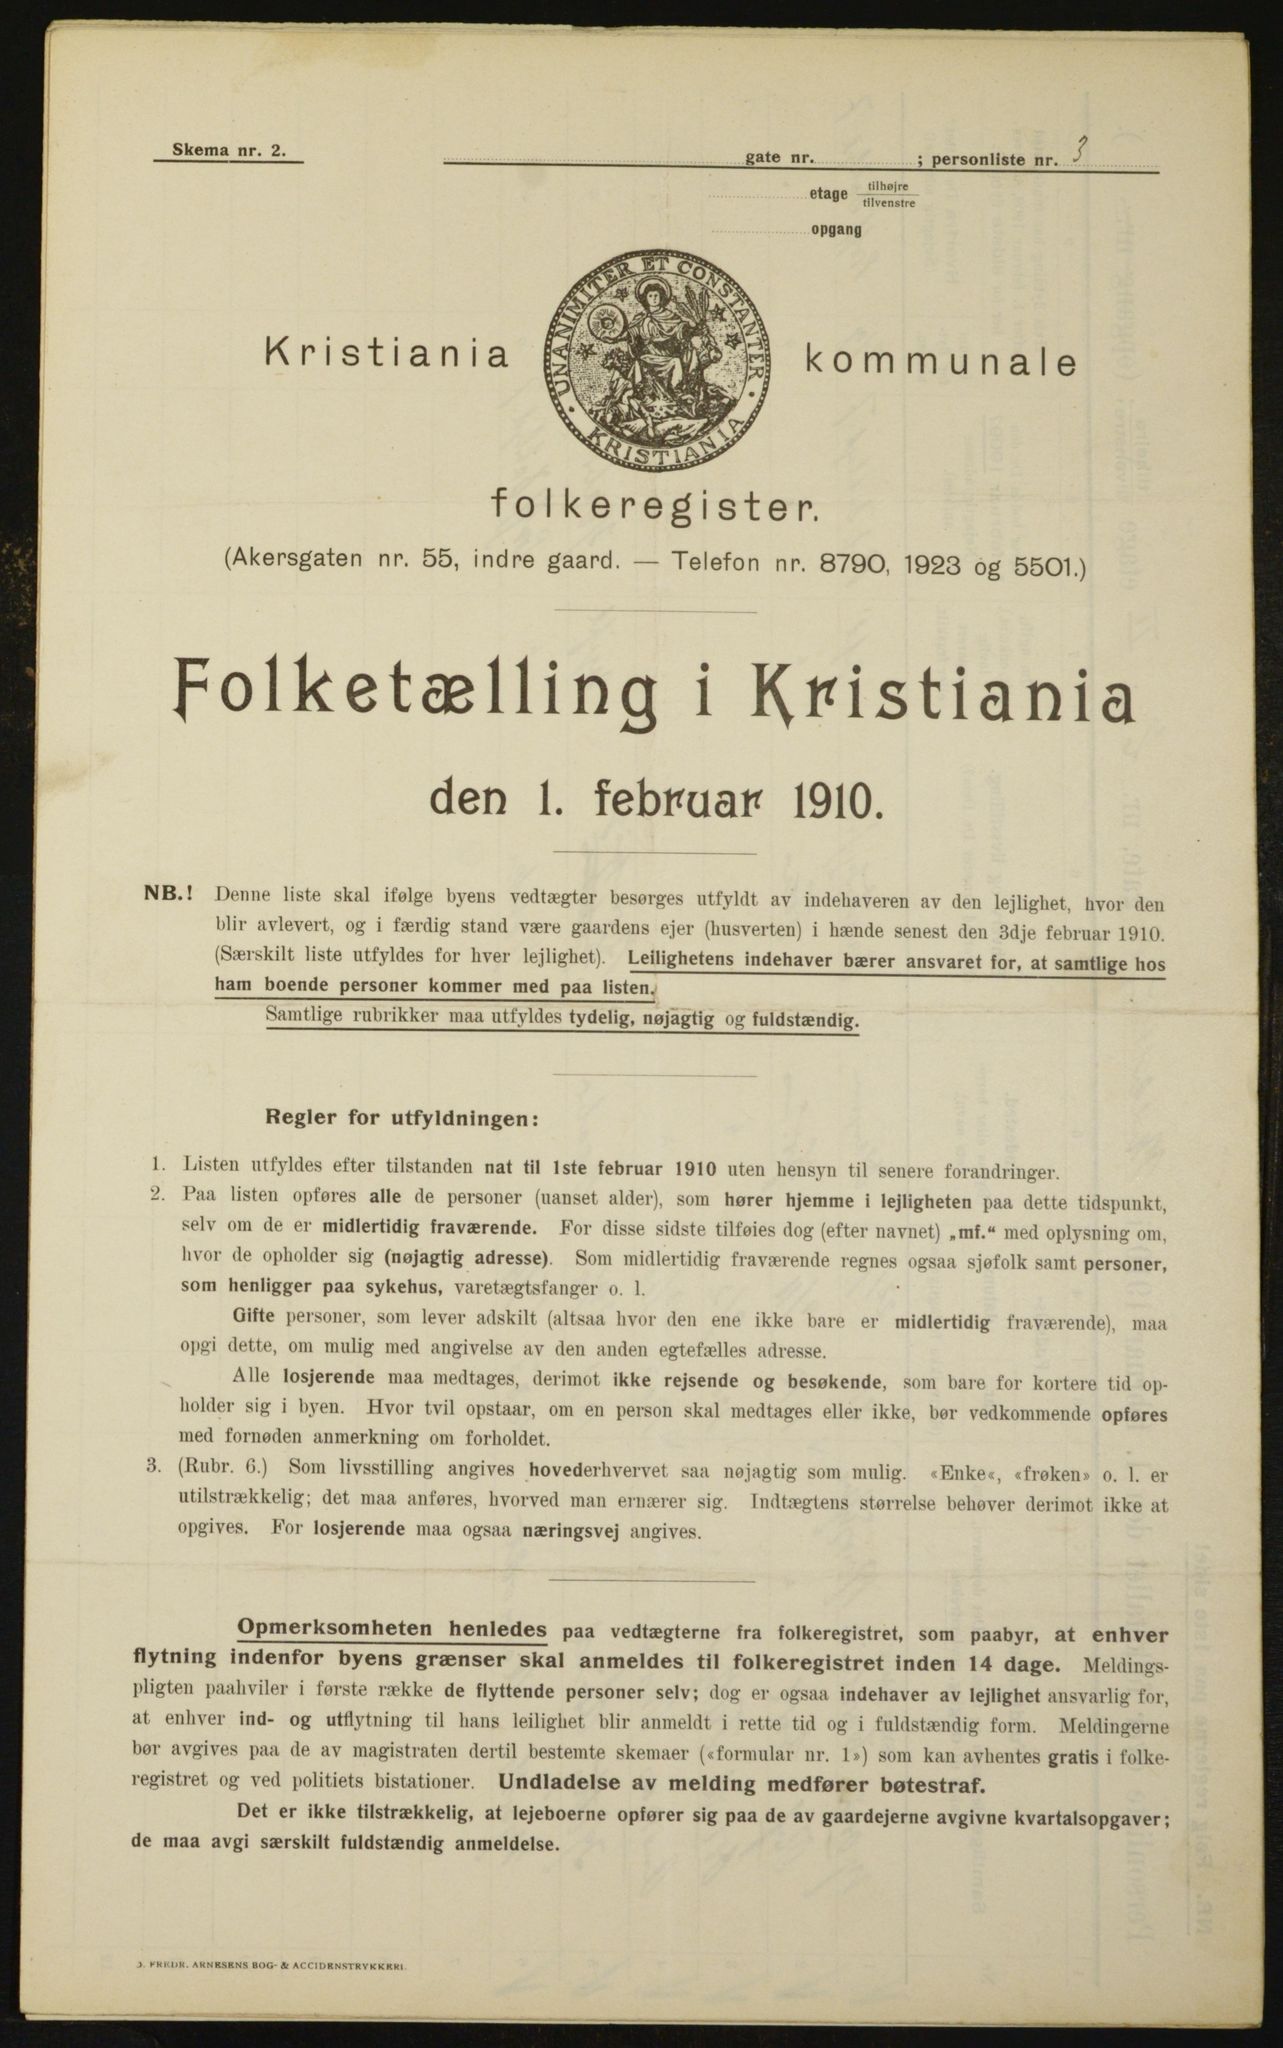 Skema nr. 2.
gate nr. ; personliste nr. 3
etage tilhøjre
tilvenstre
opgang
UNANIMITER ET CONSTANTER · KRISTIANIA ·
Kristiania kommunale
folkeregister.
(Akersgaten nr. 55, indre gaard. — Telefon nr. 8790, 1923 og 5501.)
Folketælling i Kristiania
den 1. februar 1910.
NB.! Denne liste skal ifølge byens vedtægter besørges utfyldt av indehaveren av den lejlighet, hvor den
blir avlevert, og i færdig stand være gaardens ejer (husverten) i hænde senest den 3dje februar 1910.
(Særskilt liste utfyldes for hver lejlighet). Leilighetens indehaver bærer ansvaret for, at samtlige hos
ham boende personer kommer med paa listen.
Samtlige rubrikker maa utfyldes tydelig, nøjagtig og fuldstændig.
Regler for utfyldningen:
1. Listen utfyldes efter tilstanden nat til 1ste februar 1910 uten hensyn til senere forandringer.
2. Paa listen opføres alle de personer (uanset alder), som hører hjemme i lejligheten paa dette tidspunkt,
selv om de er midlertidig fraværende. For disse sidste tilføies dog (efter navnet) „mf.“ med oplysning om,
hvor de opholder sig (nøjagtig adresse). Som midlertidig fraværende regnes ogsaa sjøfolk samt personer,
som henligger paa sykehus, varetægtsfanger o. l.
Gifte personer, som lever adskilt (altsaa hvor den ene ikke bare er midlertidig fraværende), maa
opgi dette, om mulig med angivelse av den anden egtefælles adresse.
Alle losjerende maa medtages, derimot ikke rejsende og besøkende, som bare for kortere tid op-
holder sig i byen. Hvor tvil opstaar, om en person skal medtages eller ikke, bør vedkommende opføres
med fornøden anmerkning om forholdet.
3. (Rubr. 6.) Som livsstilling angives hovederhvervet saa nøjagtig som mulig. «Enke«, «frøken» o. l. er
utilstrækkelig; det maa anføres, hvorved man ernærer sig. Indtægtens størrelse behøver derimot ikke at
opgives. For losjerende maa ogsaa næringsvej angives.
Opmerksomheten henledes paa vedtægterne fra folkeregistret, som paabyr, at enhver
flytning indenfor byens grænser skal anmeldes til folkeregistret inden 14 dage. Meldings-
pligten paahviler i første række de flyttende personer selv; dog er ogsaa indehaver av lejlighet ansvarlig for,
at enhver ind- og utflytning til hans leilighet blir anmeldt i rette tid og i fuldstændig form. Meldingerne
bør avgives paa de av magistraten dertil bestemte skemaer («formular nr. 1») som kan avhentes gratis i folke-
registret og ved politiets bistationer. Undladelse av melding medfører bøtestraf.
Det er ikke tilstrækkelig, at lejeboerne opfører sig paa de av gaardejerne avgivne kvartalsopgaver;
de maa avgi særskilt fuldstændig anmeldelse.
J. FREDR. ARNESENS BOG- & ACCIDENSTRYKKERI.